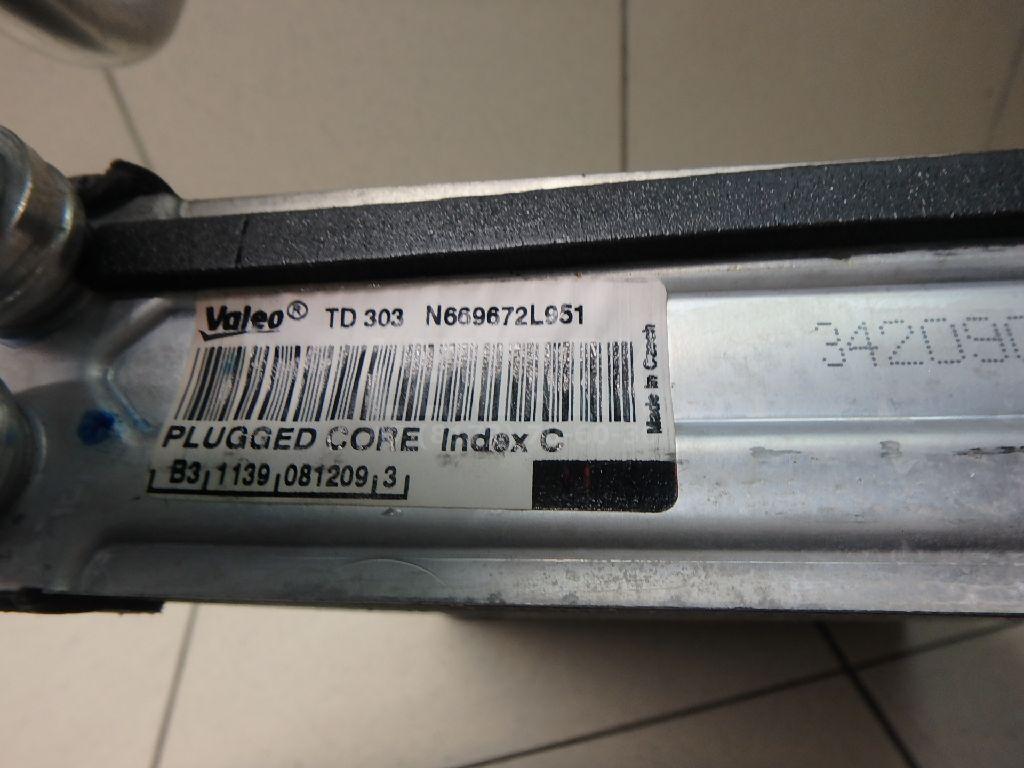 Valeo® TD 303 N669672L951
Made in Czech
PLUGGED CORE Index C
B3 1139 081209 3
342090